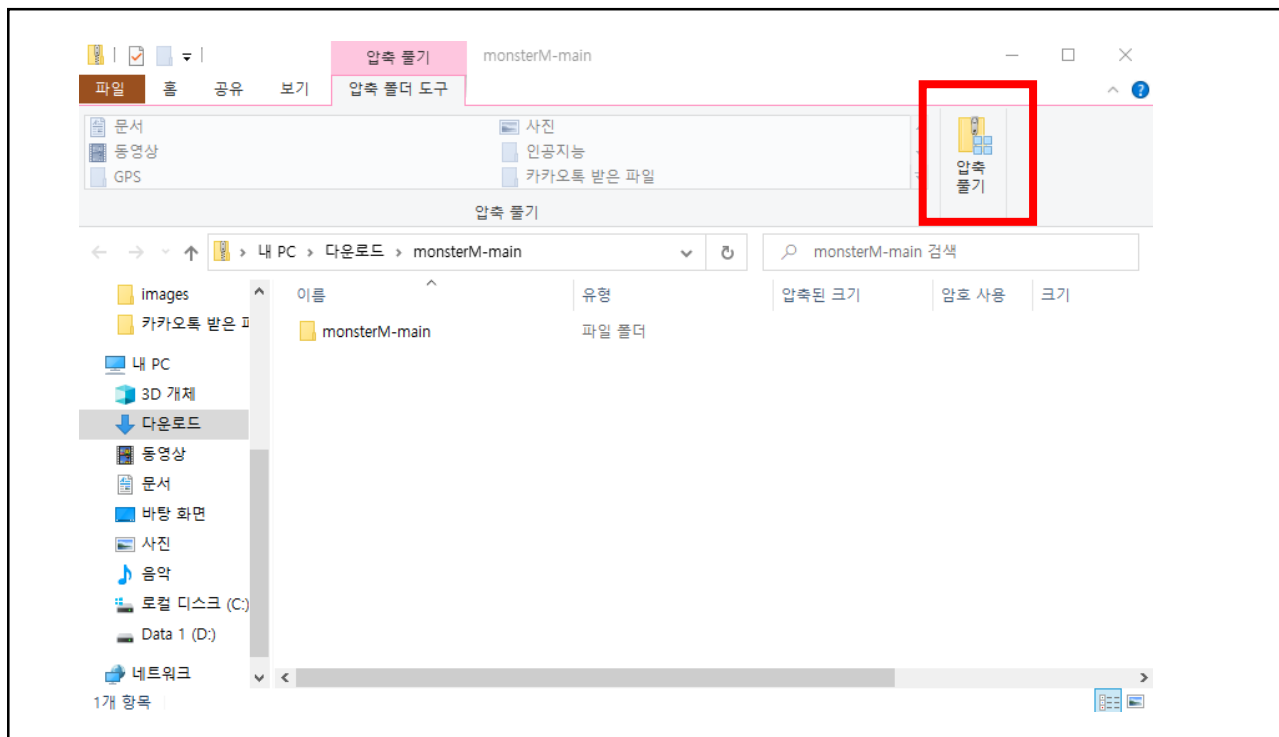 압축 풀기
monsterM-main
파일 홈 공유 보기 압축 폴더 도구
문서 사진
동영상 인공지능
GPS 카카오톡 받은 파일
압축
풀기
압축 풀기
내 PC 다운로드 monsterM-main
monsterM-main 검색
이름 유형 압축된 크기 암호 사용 크기
monsterM-main 파일 폴더
images
카카오톡 받은
내 PC
3D 개체
다운로드
동영상
문서
바탕 화면
사진
음악
로컬 디스크 (C:)
Data 1 (D:)
네트워크
1개 항목